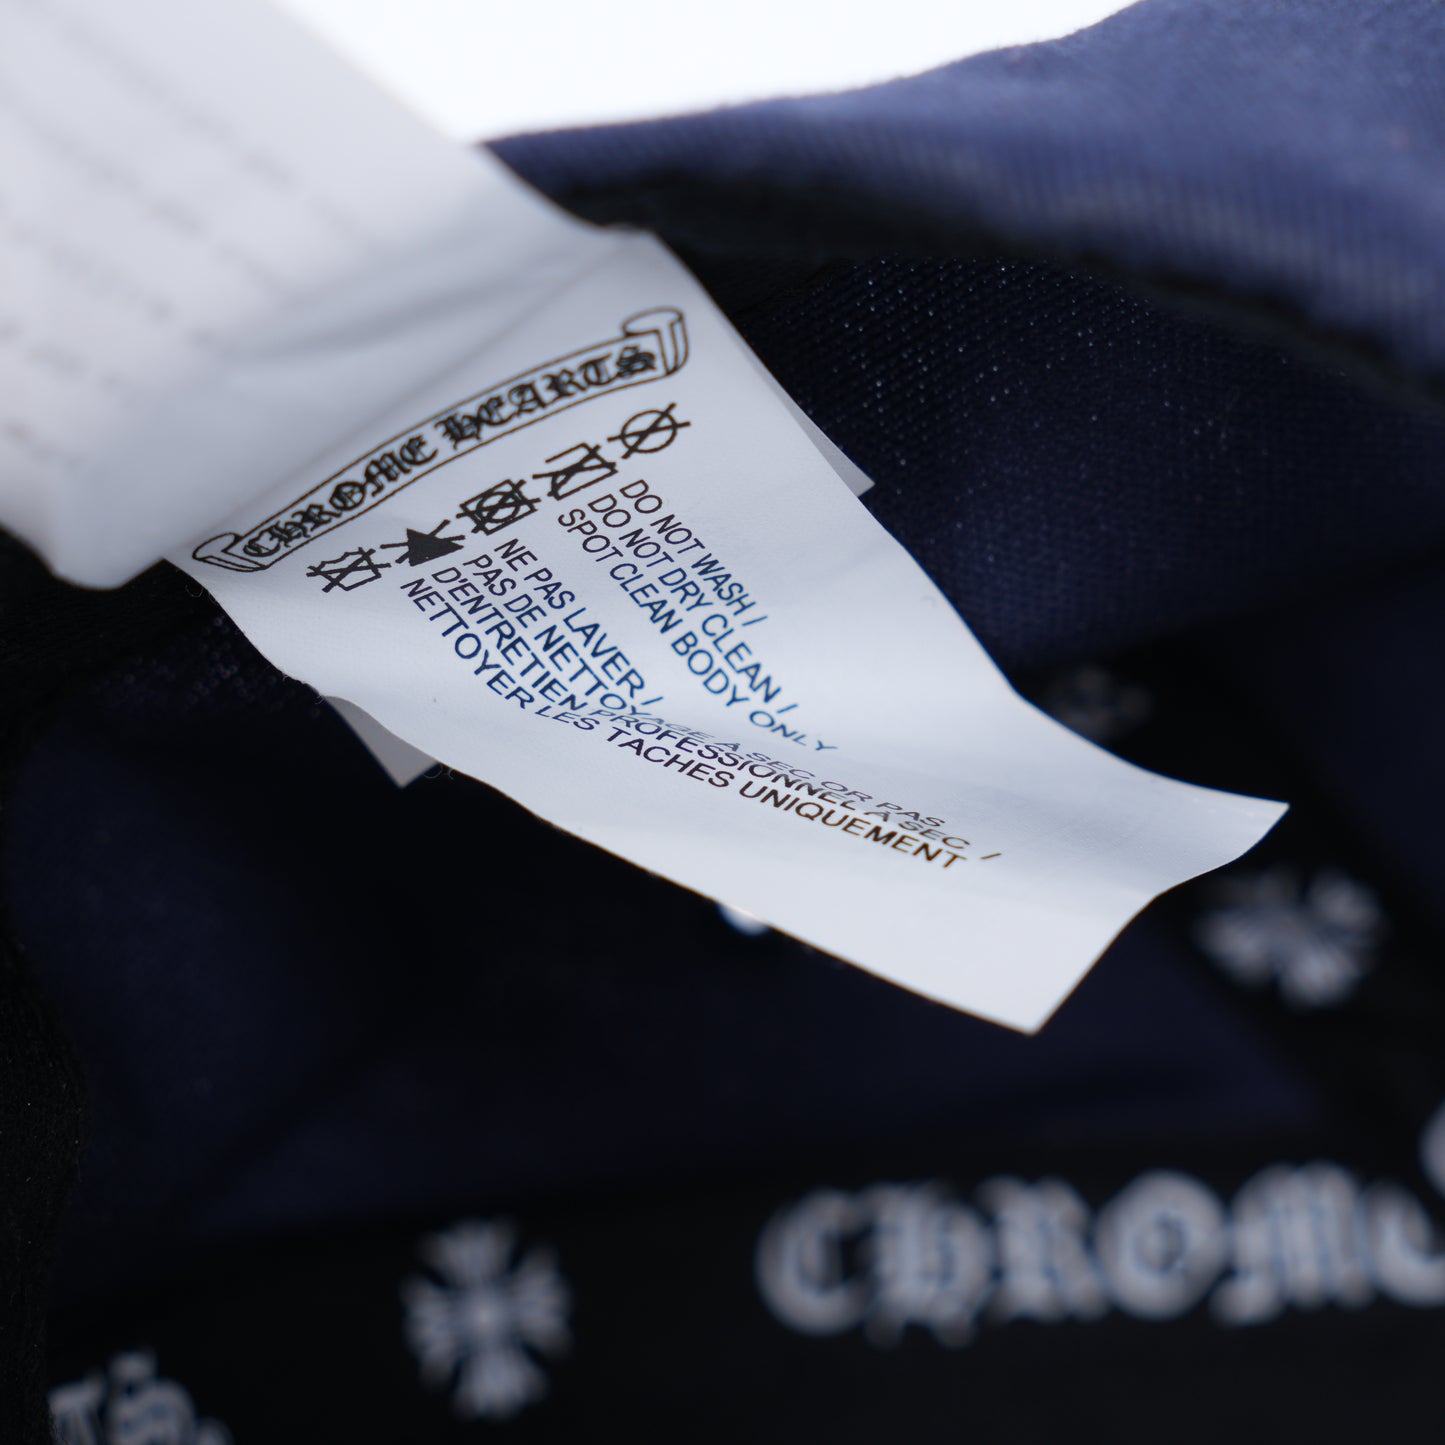 CHROME HEARTS
DO NOT WASH /
DO NOT DRY CLEAN /
SPOT CLEAN BODY ONLY
NE PAS LAVER /
PAS DE NETTOYAGE A SEC OR PAS
D'ENTRETIEN PROFESSIONNEL A SEC /
NETTOYER LES TACHES UNIQUEMENT
CHROME